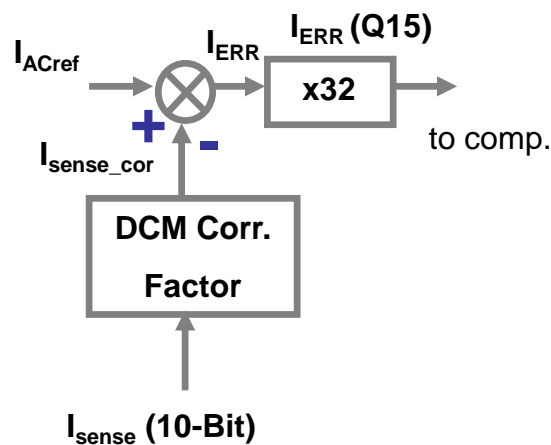 I_ERR (Q15)
I_ERR
I_ACref
x32
+
-
to comp.
I_sense_cor
DCM Corr.
Factor
I_sense (10-Bit)